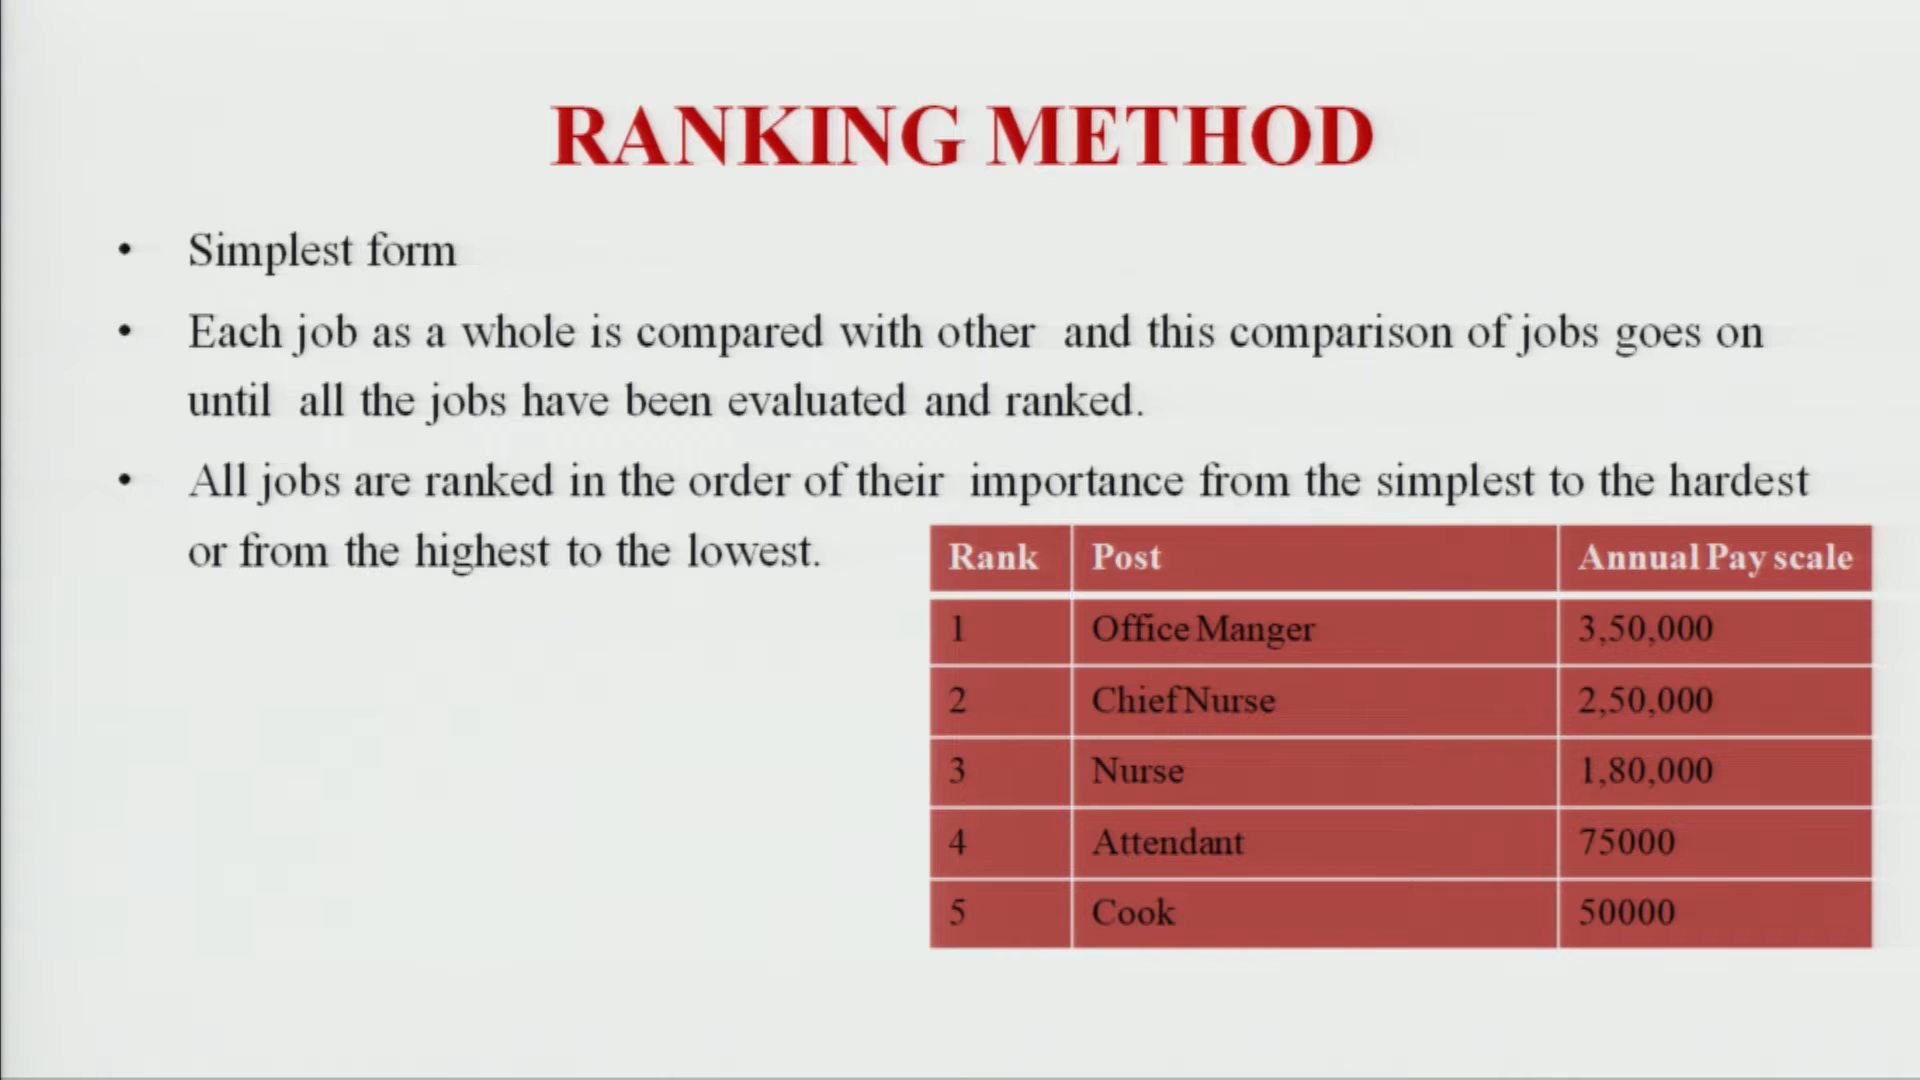 RANKING METHOD
• Simplest form
• Each job as a whole is compared with other and this comparison of jobs goes on
until all the jobs have been evaluated and ranked.
• All jobs are ranked in the order of their importance from the simplest to the hardest
or from the highest to the lowest.
Rank Post Annual Pay scale
1 Office Manger 3,50,000
2 Chief Nurse 2,50,000
3 Nurse 1,80,000
4 Attendant 75000
5 Cook 50000